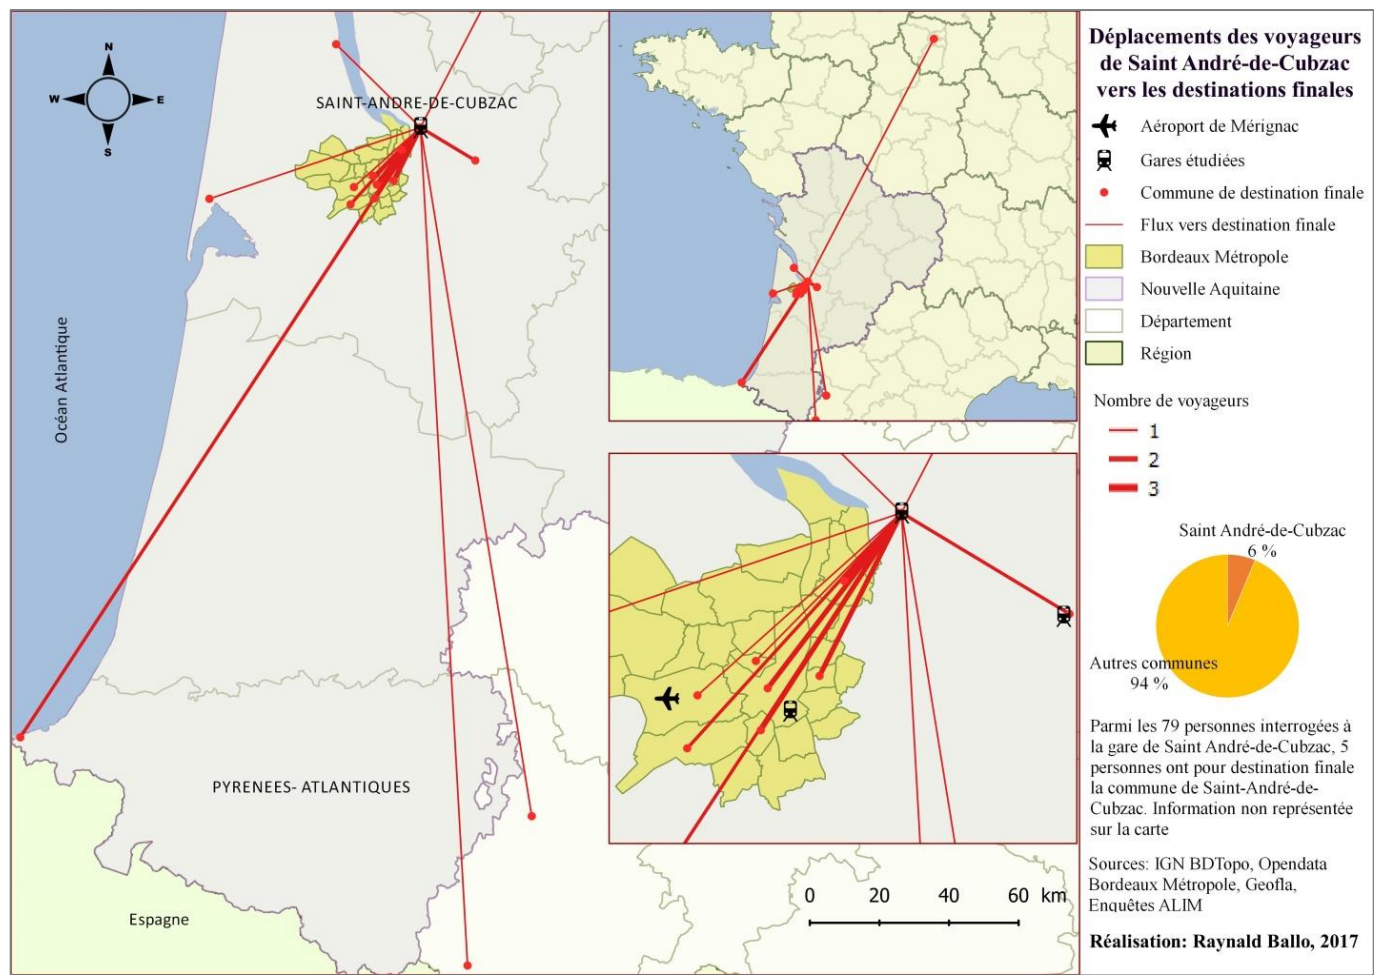 N
W
E
S
SAINT-ANDRE-DE-CUBZAC
Océan Atlantique
PYRENEES- ATLANTIQUES
Espagne
0 20 40 60 km
Déplacements des voyageurs
de Saint André-de-Cubzac
vers les destinations finales
Aéroport de Mérignac
Gares étudiées
Commune de destination finale
Flux vers destination finale
Bordeaux Métropole
Nouvelle Aquitaine
Département
Région
Nombre de voyageurs
1
2
3
Saint André-de-Cubzac
6 %
Autres communes
94 %
Parmi les 79 personnes interrogées à
la gare de Saint André-de-Cubzac, 5
personnes ont pour destination finale
la commune de Saint-André-de-
Cubzac. Information non représentée
sur la carte
Sources: IGN BDTopo, Opendata
Bordeaux Métropole, Geofla,
Enquêtes ALIM
Réalisation: Raynald Ballo, 2017